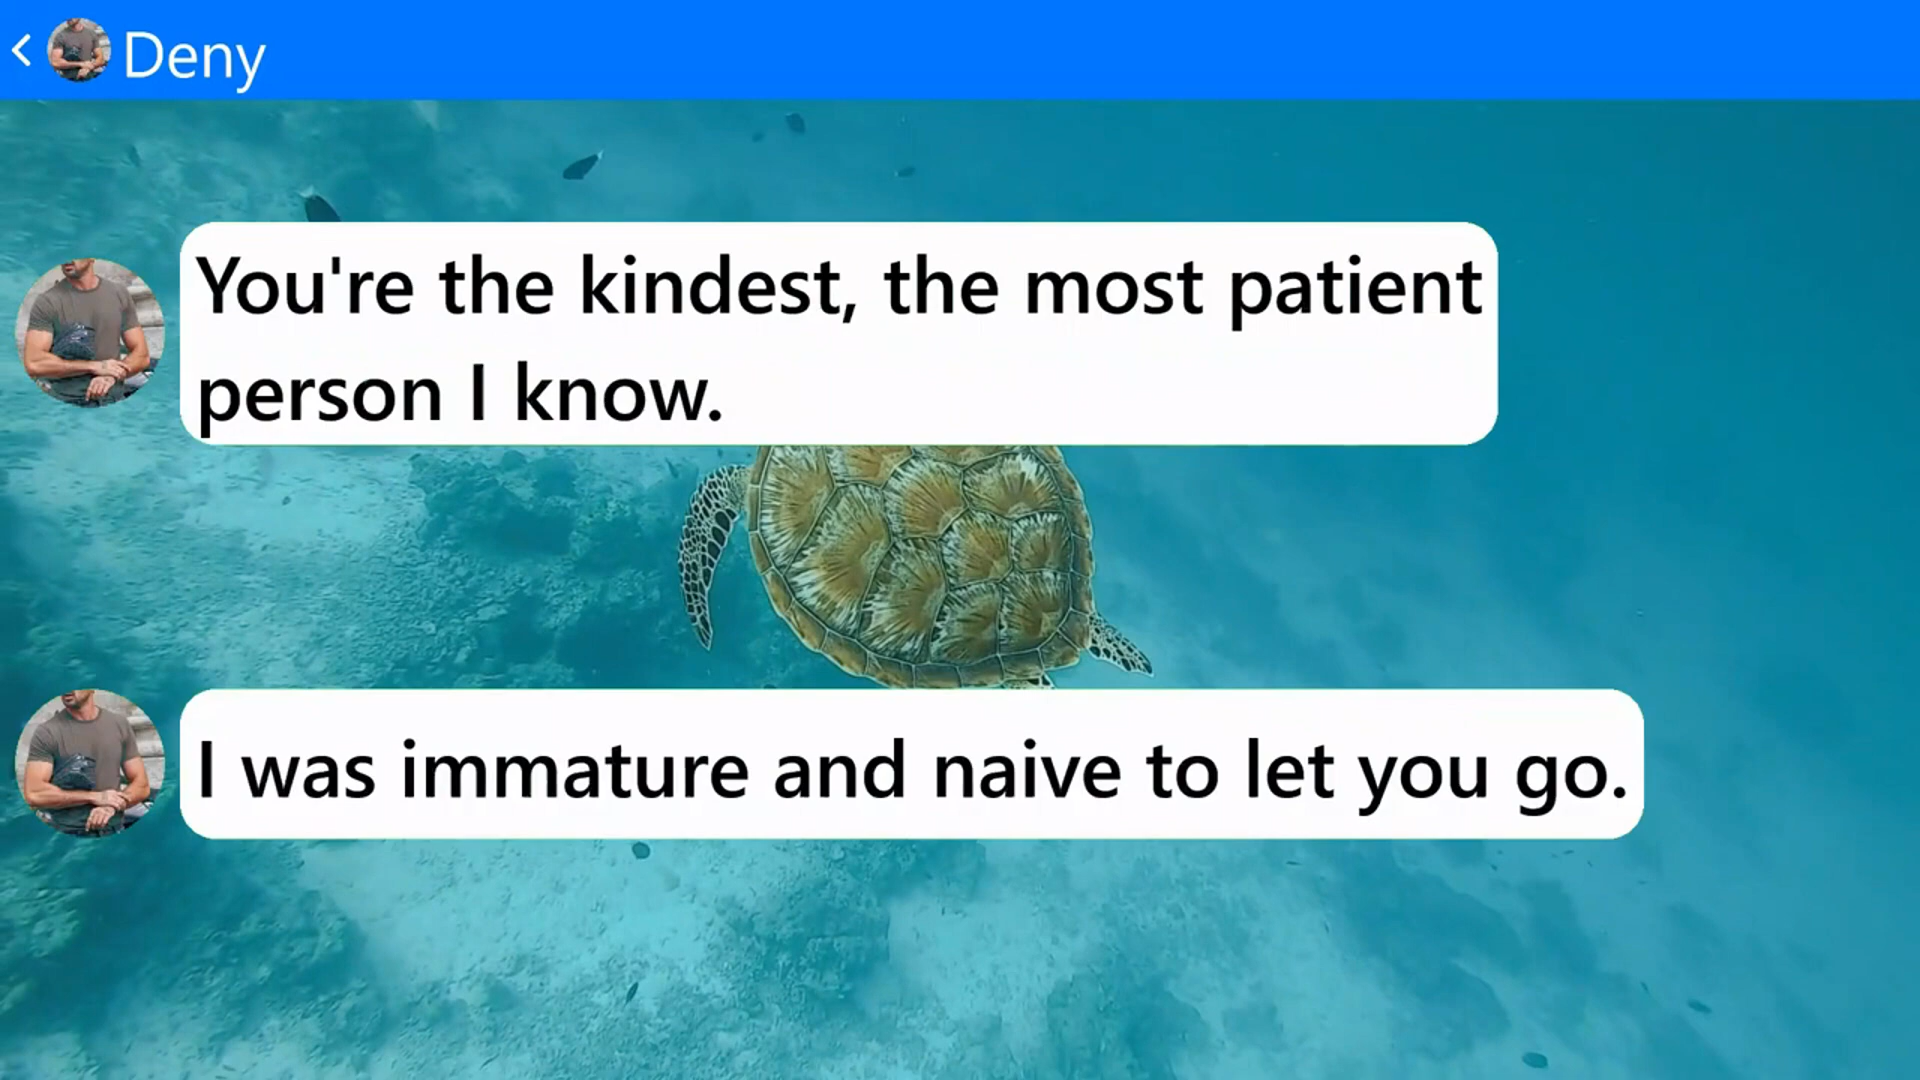 Deny
You're the kindest, the most patient
person I know.
I was immature and naive to let you go.